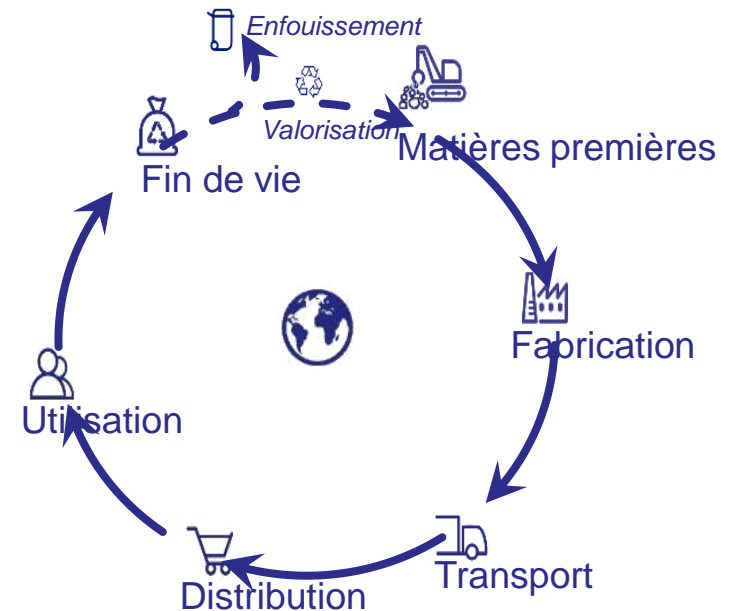 Enfouissement
Valorisation
Matières premières
Fin de vie
Fabrication
Utilisation
Transport
Distribution